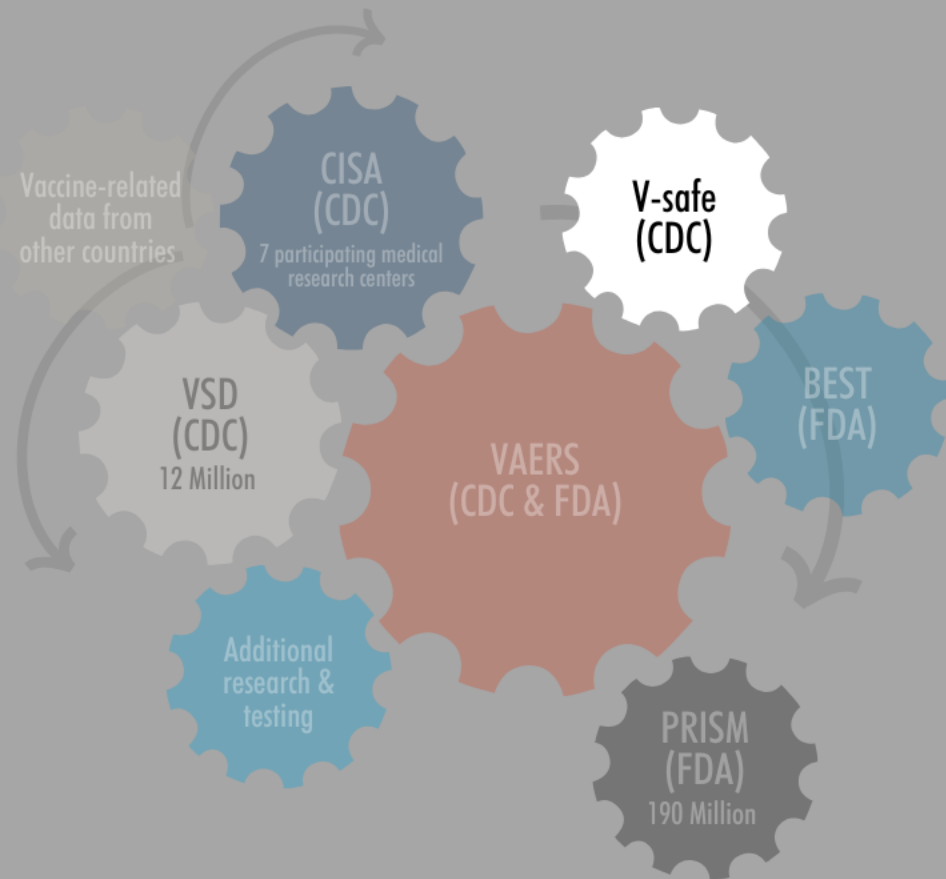 Vaccine-related
data from
other countries
CISA
(CDC)
7 participating medical
research centers
V-safe
(CDC)
VSD
(CDC)
12 Million
BEST
(FDA)
VAERS
(CDC & FDA)
Additional
research &
testing
PRISM
(FDA)
190 Million